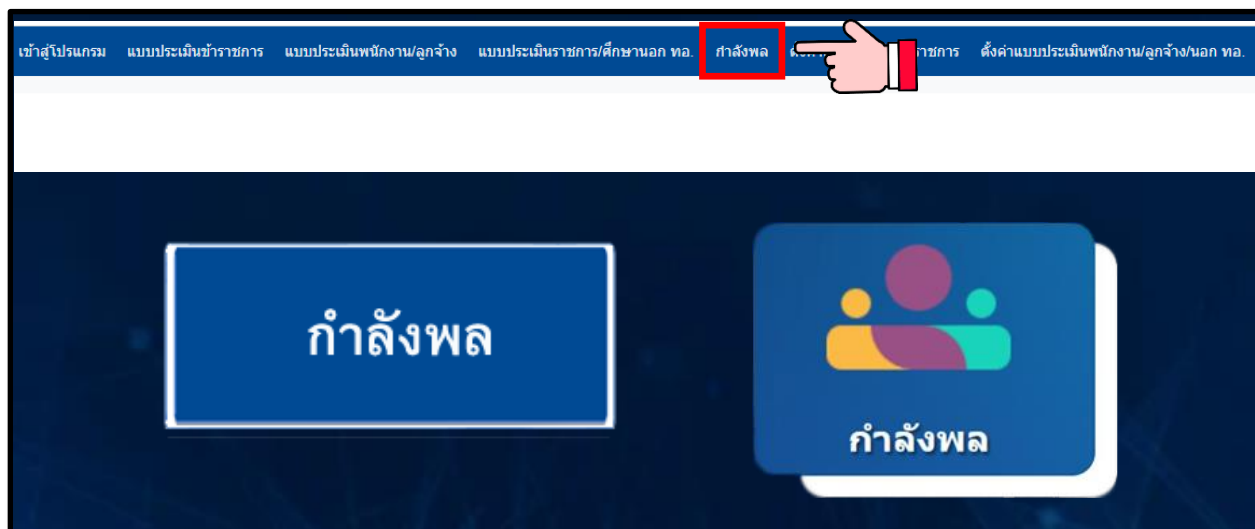 เข้าสู่โปรแกรม แบบประเมินข้าราชการ แบบประเมินพนักงาน/ลูกจ้าง แบบประเมินราชการ/ศึกษานอก ทอ. กำลังพล ราชการ ตั้งค่าแบบประเมินพนักงาน/ลูกจ้าง/นอก ทอ.
กำลังพล
กำลังพล